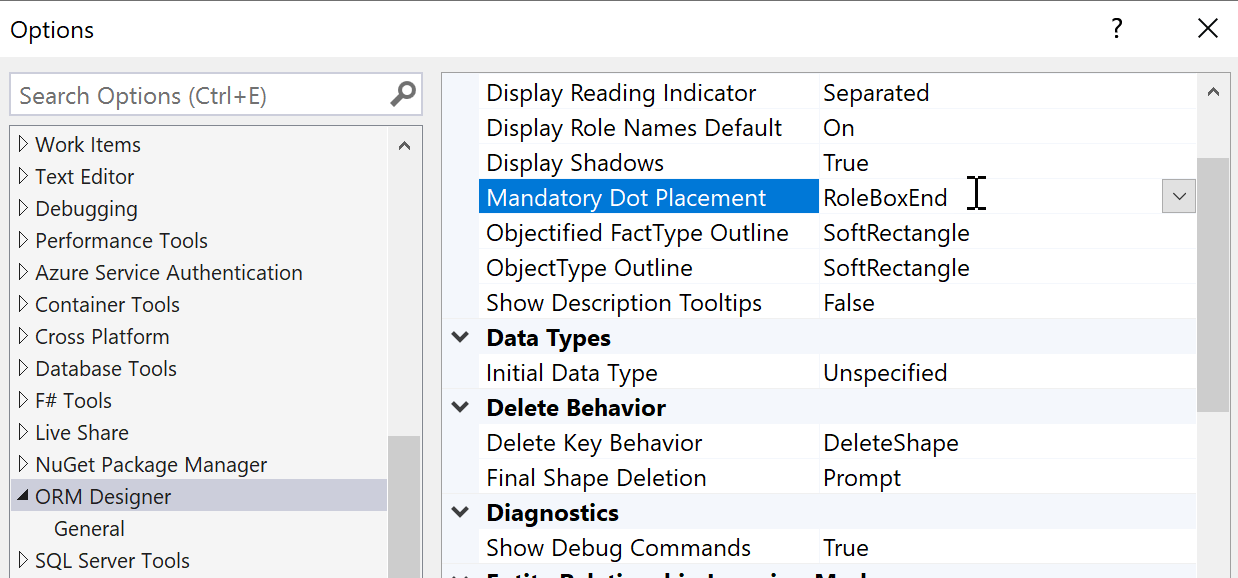 Options
?
Search Options (Ctrl+E)
Work Items
Text Editor
Debugging
Performance Tools
Azure Service Authentication
Container Tools
Cross Platform
Database Tools
F# Tools
Live Share
NuGet Package Manager
ORM Designer
General
SQL Server Tools
Display Reading Indicator Separated
Display Role Names Default On
Display Shadows True
Mandatory Dot Placement RoleBoxEnd
Objectified FactType Outline SoftRectangle
ObjectType Outline SoftRectangle
Show Description Tooltips False
Data Types
Initial Data Type Unspecified
Delete Behavior
Delete Key Behavior DeleteShape
Final Shape Deletion Prompt
Diagnostics
Show Debug Commands True